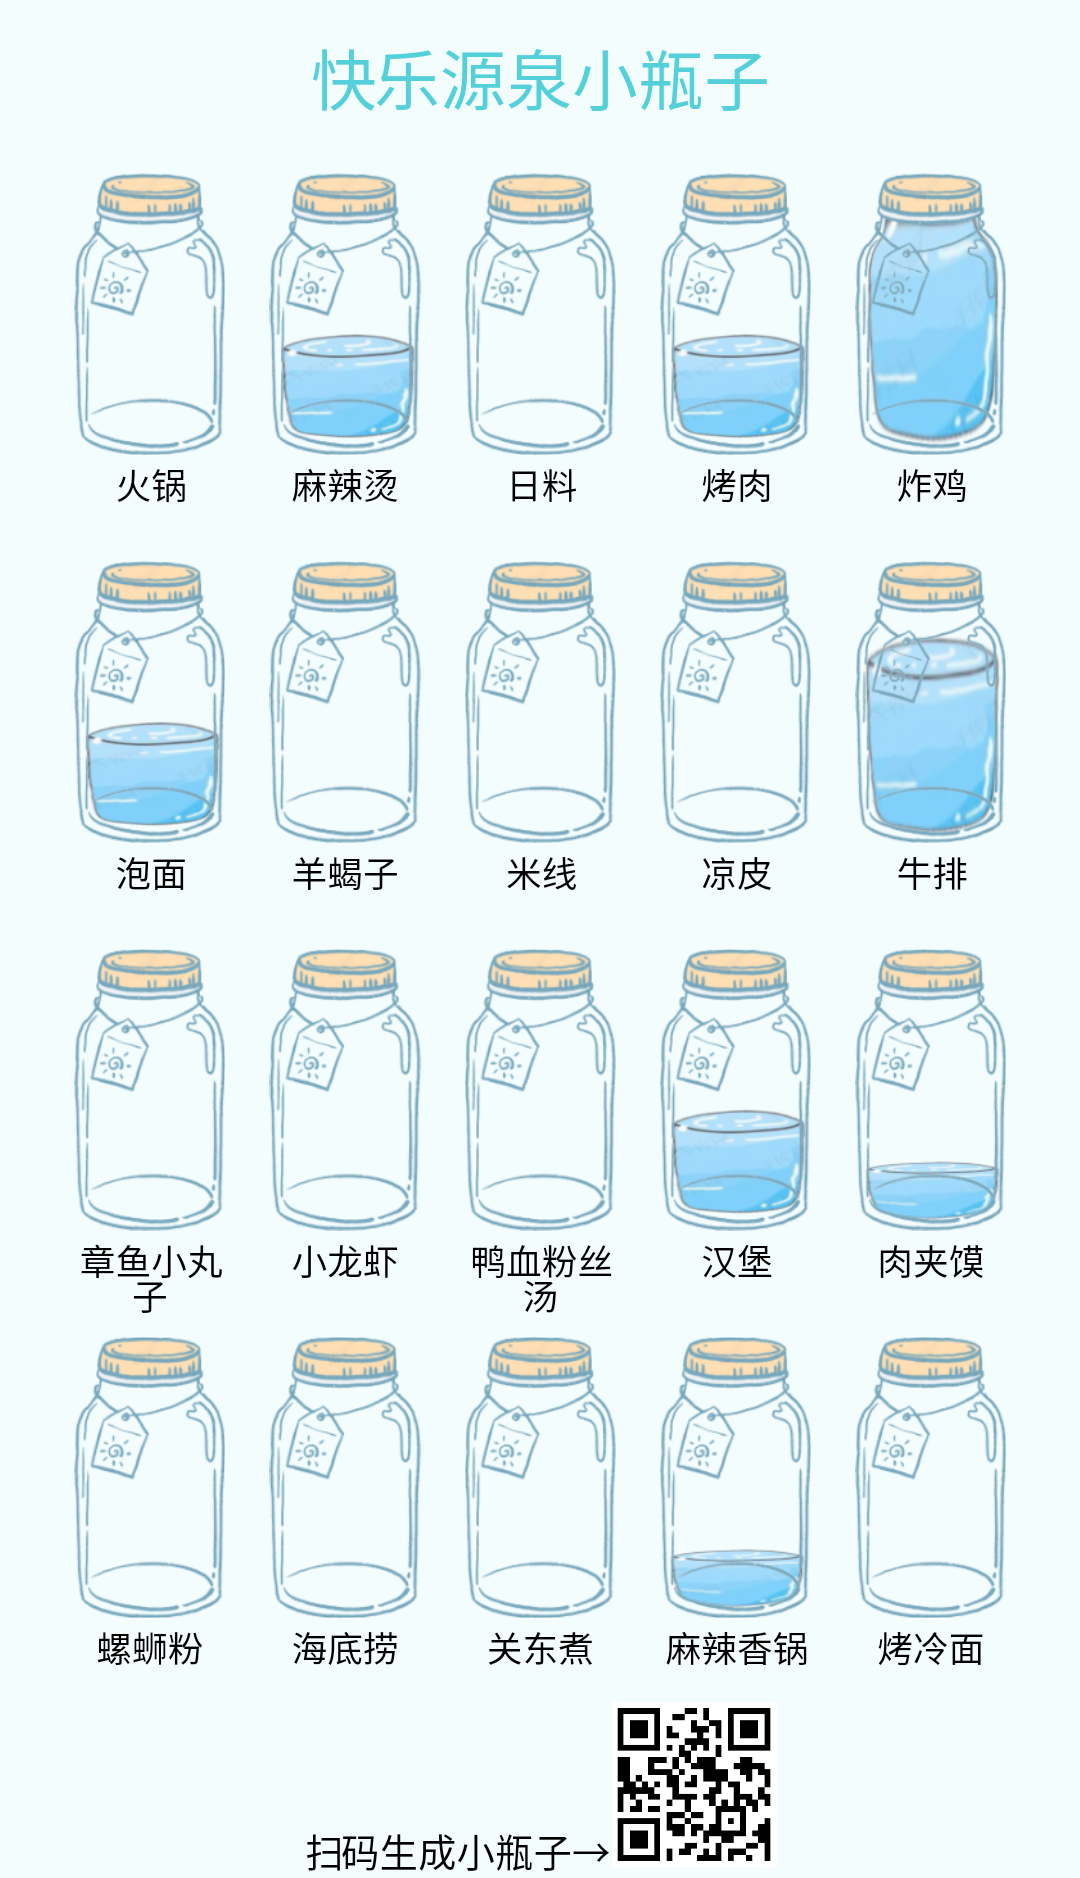 快乐源泉小瓶子
火锅 麻辣烫 日料 烤肉 炸鸡
泡面 羊蝎子 米线 凉皮 牛排
章鱼小丸 小龙虾 鸭血粉丝 汉堡 肉夹馍
子 汤
螺蛳粉 海底捞 关东煮 麻辣香锅 烤冷面
扫码生成小瓶子→